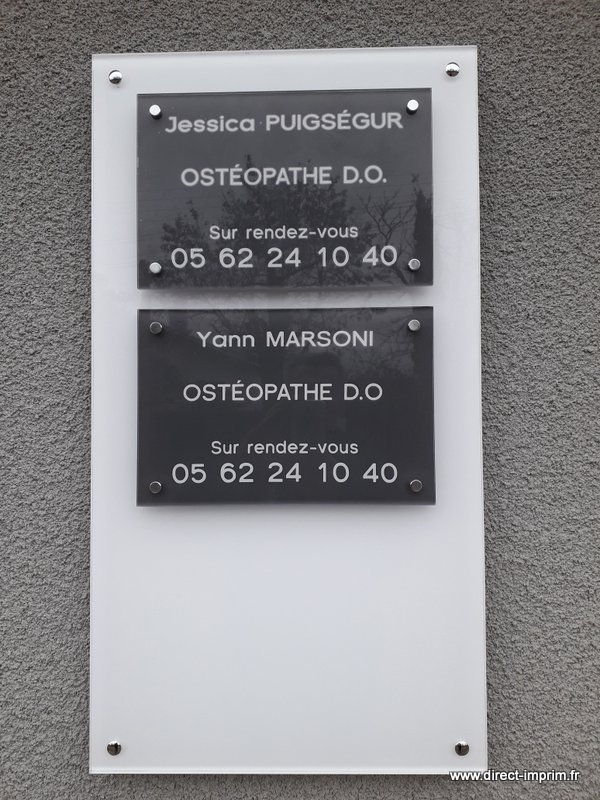 Jessica PUIGSÉGUR
OSTÉOPATHE D.O.
Sur rendez-vous
05 62 24 10 40
Yann MARSONI
OSTÉOPATHE D.O
Sur rendez-vous
05 62 24 10 40
www.direct-imprim.fr